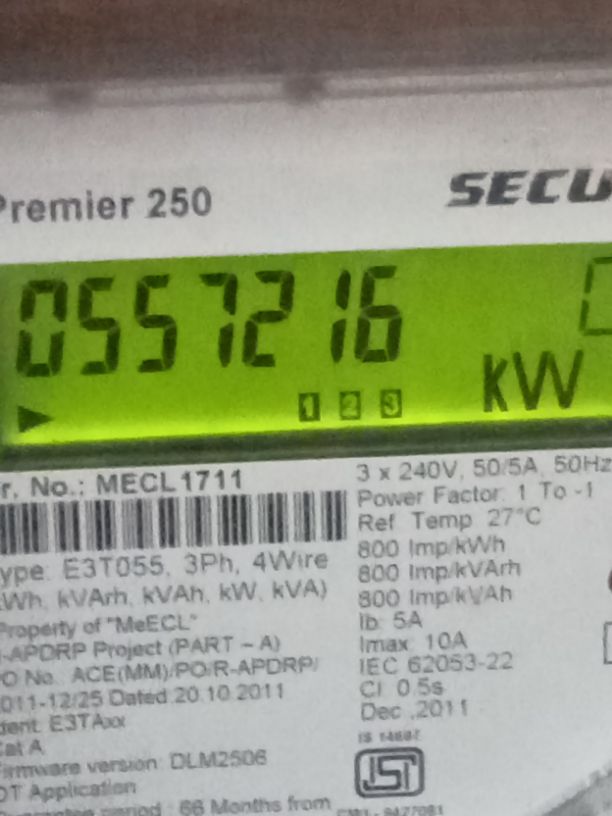 Premier 250
SECU
0557216
kW
1 2 3
r. No.: MECL1711
ype: E3T055, 3Ph, 4Wire
Wh, kVArh, kVAh, kW, kVA)
Property of "MeECL"
-APDRP Project (PART – A)
O No. ACE(MM)/PO/R-APDRP/
011-12/25 Dated 20.10.2011
dent. E3TAxx
Cat A
Firmware version: DLM2506
DT Application
period : 66 Months from
3 x 240V, 50/5A, 50Hz
Power Factor: 1 To -1
Ref. Temp. 27°C
800 Imp/kWh
800 Imp/kVArh
800 Imp/kVAh
Ib: 5A
Imax: 10A
IEC 62053-22
Cl. 0.5s
Dec ,2011
ISI